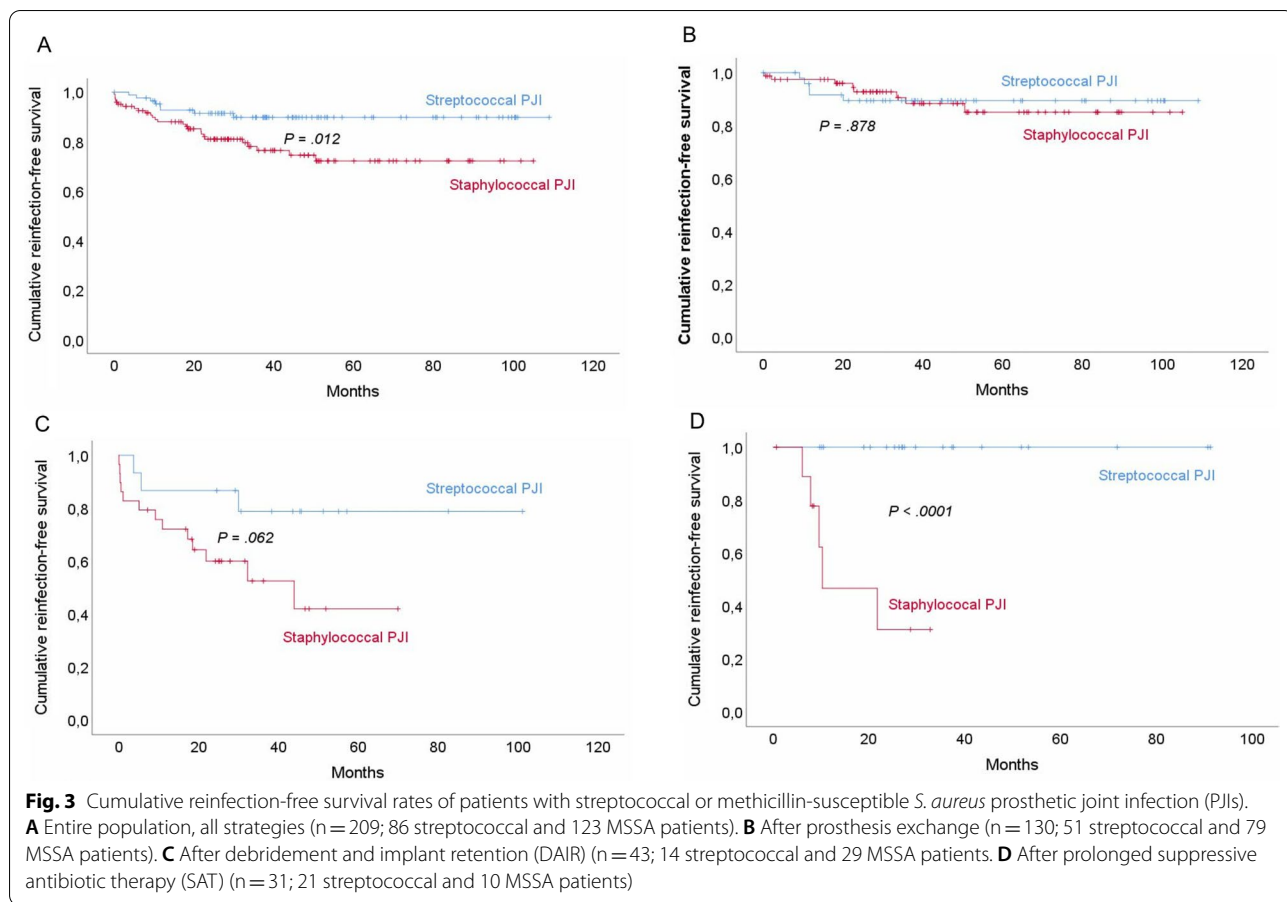 A
Cumulative reinfection-free survival
1,0
0,8
0,6
0,4
0,2
0,0
Streptococcal PJI
P = .012
Staphylococcal PJI
0 20 40 60 80 100 120
Months
B
Cumulative reinfection-free survival
1,0
0,8
0,6
0,4
0,2
0,0
Streptococcal PJI
P = .878
Staphylococcal PJI
0 20 40 60 80 100 120
Months
C
Cumulative reinfection-free survival
1,0
0,8
0,6
0,4
0,2
0,0
Streptococcal PJI
P = .062
Staphylococcal PJI
0 20 40 60 80 100 120
Months
D
Cumulative reinfection-free survival
1,0
0,8
0,6
0,4
0,2
0,0
Streptococcal PJI
P < .0001
Staphylococal PJI
0 20 40 60 80 100
Months
Fig. 3 Cumulative reinfection-free survival rates of patients with streptococcal or methicillin-susceptible S. aureus prosthetic joint infection (PJIs).
A Entire population, all strategies (n = 209; 86 streptococcal and 123 MSSA patients). B After prosthesis exchange (n = 130; 51 streptococcal and 79
MSSA patients). C After debridement and implant retention (DAIR) (n = 43; 14 streptococcal and 29 MSSA patients. D After prolonged suppressive
antibiotic therapy (SAT) (n = 31; 21 streptococcal and 10 MSSA patients)